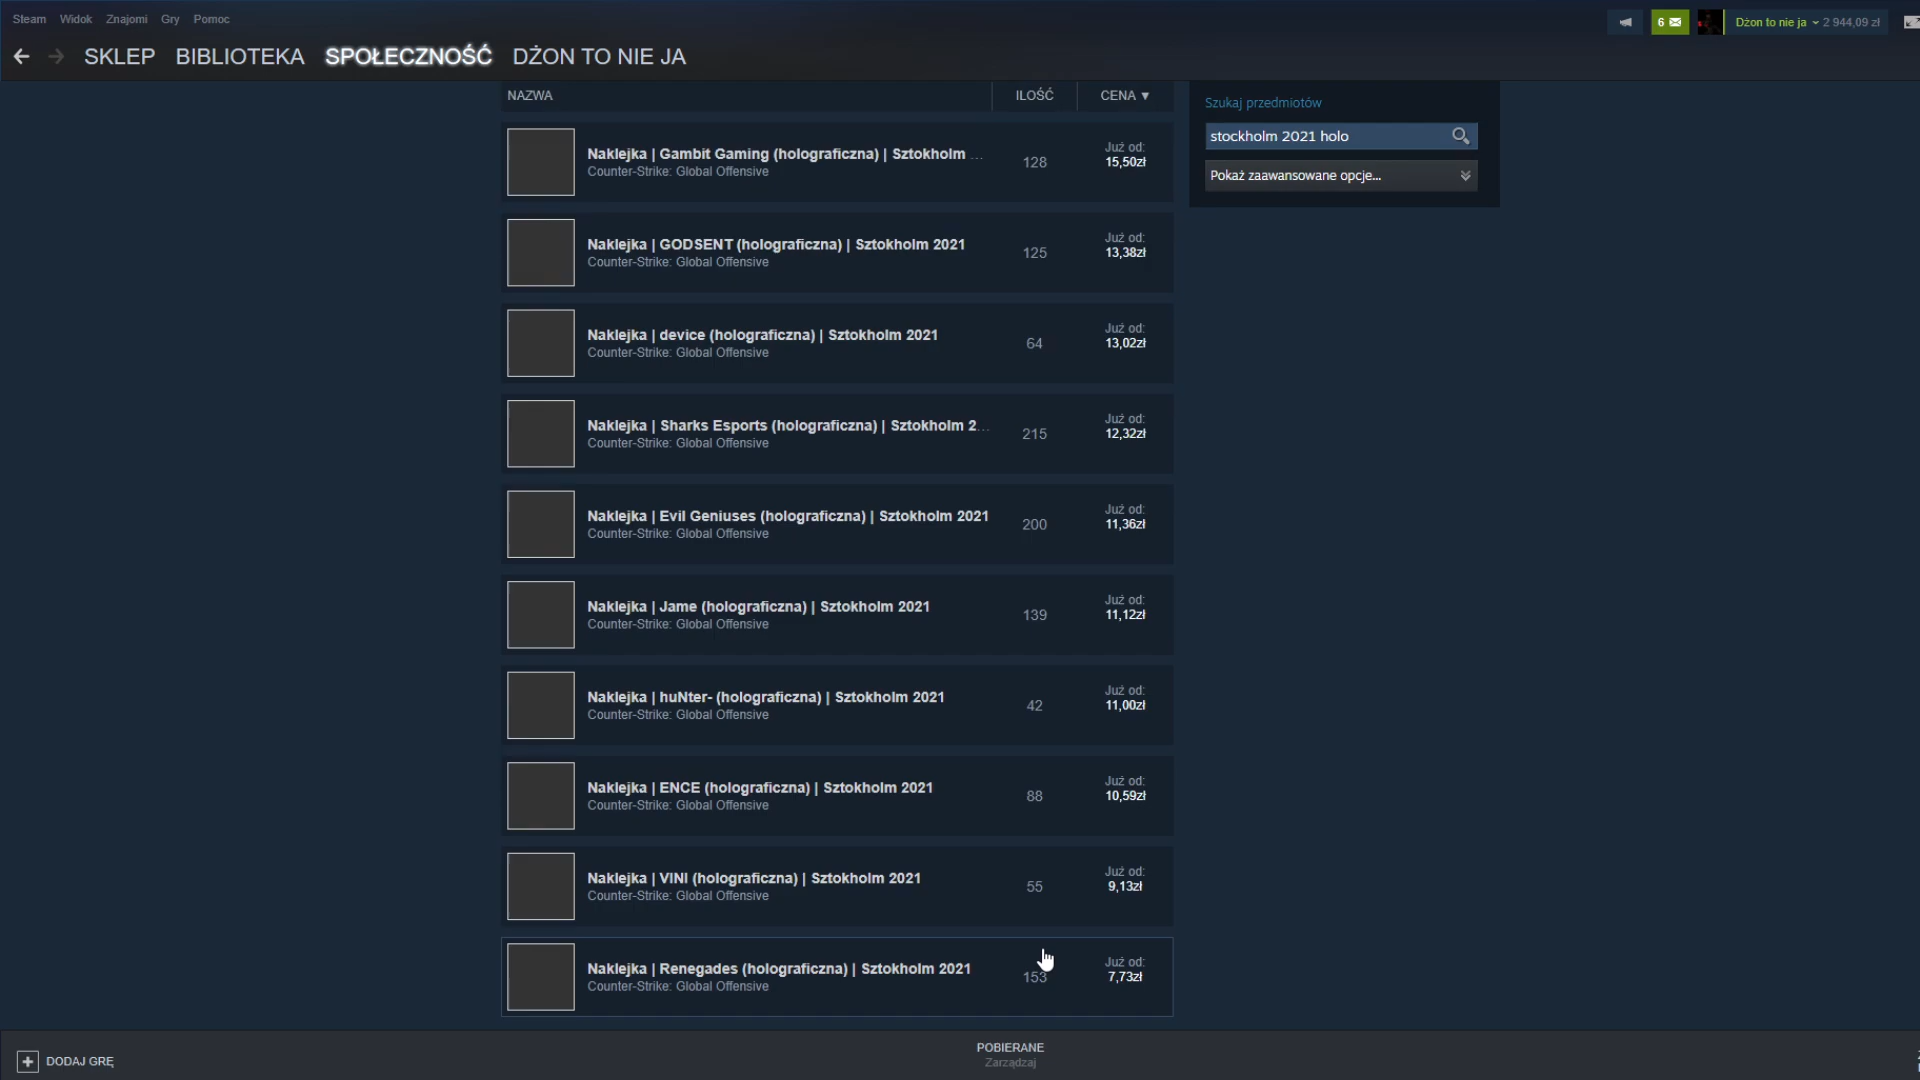 Steam Widok Znajomi Gry Pomoc
6 Dżon to nie ja 2 944,09 zł
SKLEP BIBLIOTEKA SPOŁECZNOŚĆ DŻON TO NIE JA
NAZWA ILOŚĆ CENA ▼
Szukaj przedmiotów
stockholm 2021 holo
Pokaż zaawansowane opcje...
Naklejka | Gambit Gaming (holograficzna) | Sztokholm ...
Counter-Strike: Global Offensive
128
Już od:
15,50zł
Naklejka | GODSENT (holograficzna) | Sztokholm 2021
Counter-Strike: Global Offensive
125
Już od:
13,38zł
Naklejka | device (holograficzna) | Sztokholm 2021
Counter-Strike: Global Offensive
64
Już od:
13,02zł
Naklejka | Sharks Esports (holograficzna) | Sztokholm 2...
Counter-Strike: Global Offensive
215
Już od:
12,32zł
Naklejka | Evil Geniuses (holograficzna) | Sztokholm 2021
Counter-Strike: Global Offensive
200
Już od:
11,36zł
Naklejka | Jame (holograficzna) | Sztokholm 2021
Counter-Strike: Global Offensive
139
Już od:
11,12zł
Naklejka | huNter- (holograficzna) | Sztokholm 2021
Counter-Strike: Global Offensive
42
Już od:
11,00zł
Naklejka | ENCE (holograficzna) | Sztokholm 2021
Counter-Strike: Global Offensive
88
Już od:
10,59zł
Naklejka | VINI (holograficzna) | Sztokholm 2021
Counter-Strike: Global Offensive
55
Już od:
9,13zł
Naklejka | Renegades (holograficzna) | Sztokholm 2021
Counter-Strike: Global Offensive
153
Już od:
7,73zł
DODAJ GRĘ
POBIERANE
Zarządzaj